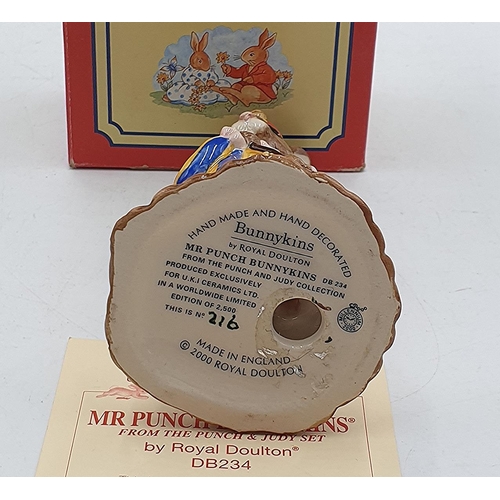 HAND MADE AND HAND DECORATED
Bunnykins
by ROYAL DOULTON
MR PUNCH BUNNYKINS DB 234
FROM THE PUNCH AND JUDY COLLECTION
PRODUCED EXCLUSIVELY
FOR U.K.I CERAMICS LTD.
IN A WORLDWIDE LIMITED
EDITION OF 2,500
THIS IS Nº 216
MADE IN ENGLAND
© 2000 ROYAL DOULTON
MR PUNCH KINS®
FROM THE PUNCH & JUDY SET
by Royal Doulton®
DB234